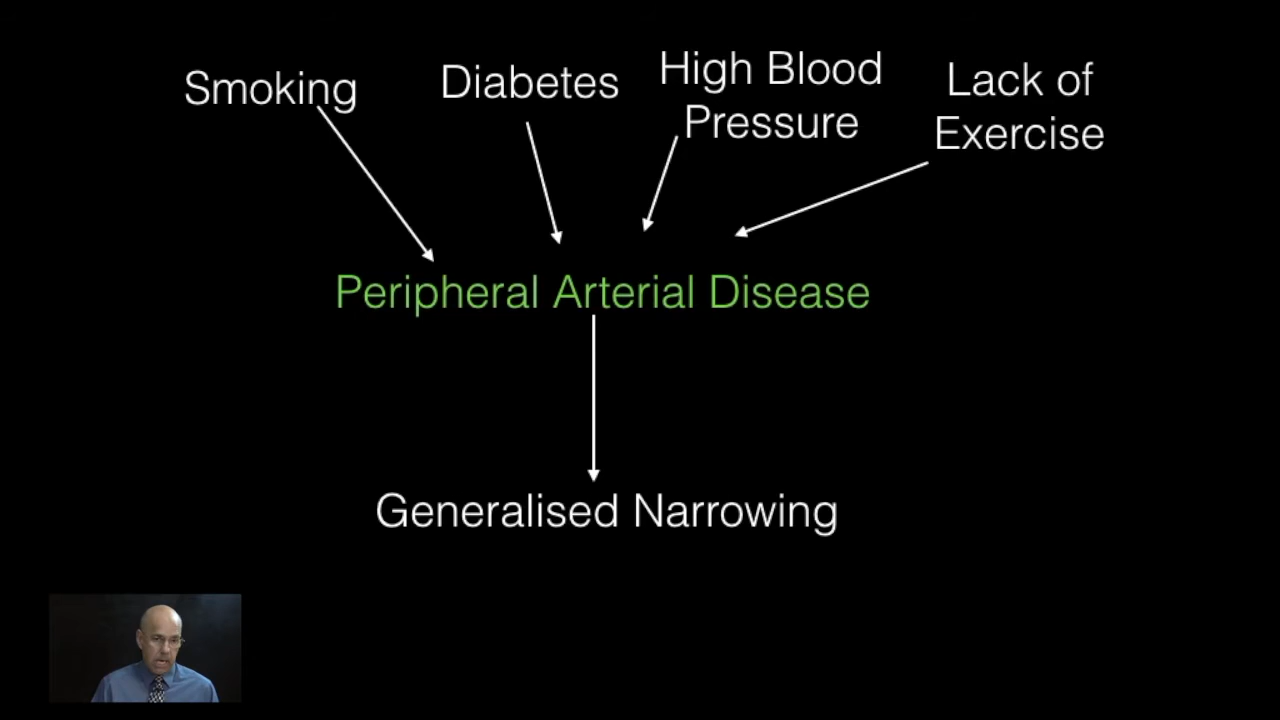 Smoking
Diabetes
High Blood
Pressure
Lack of
Exercise
Peripheral Arterial Disease
Generalised Narrowing